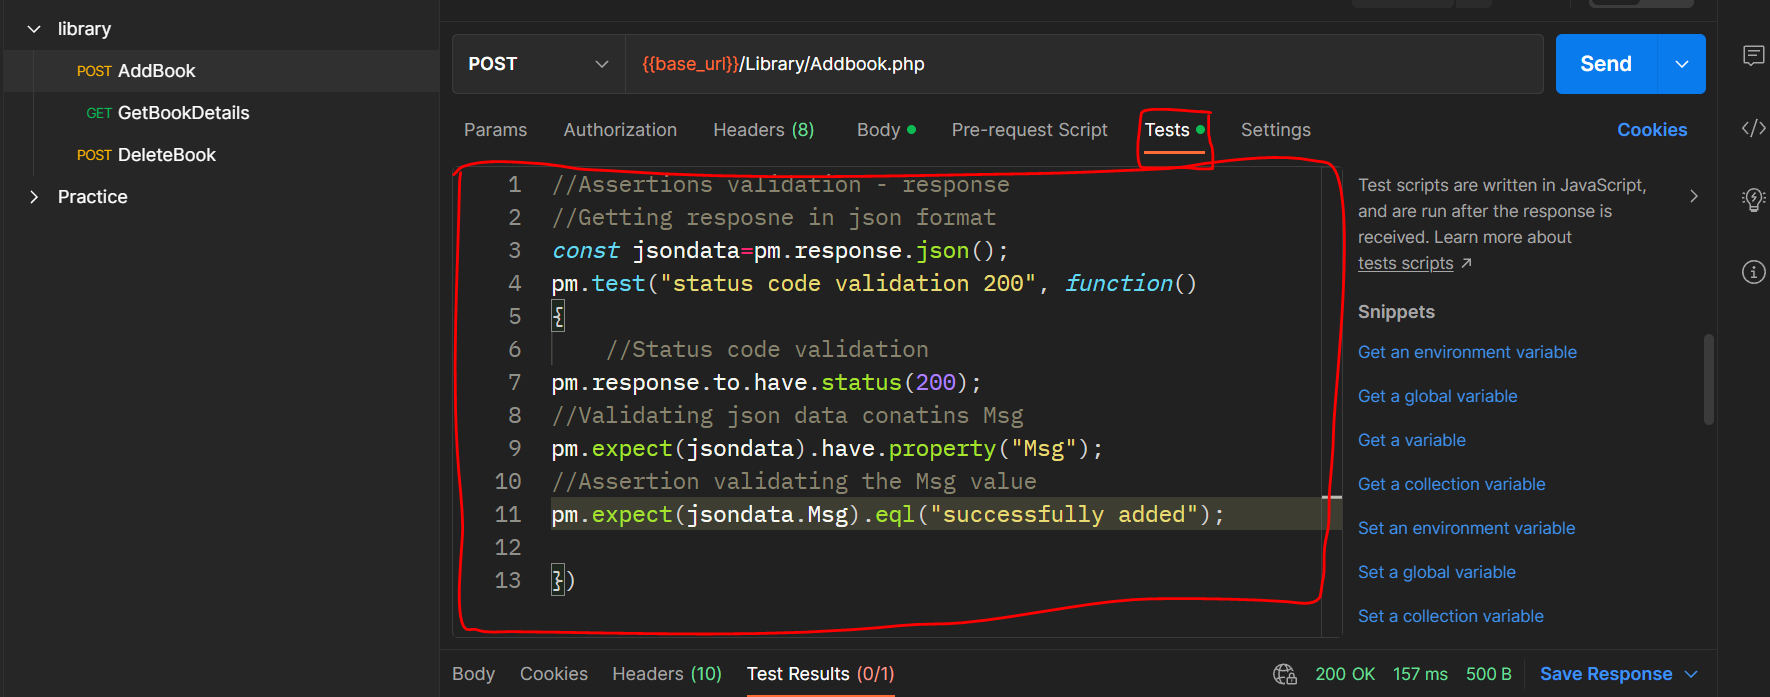 library
POST AddBook
GET GetBookDetails
POST DeleteBook
Practice
POST
{{base_url}}/Library/Addbook.php
Send
Params
Authorization
Headers (8)
Body
Pre-request Script
Tests
Settings
Cookies
1 //Assertions validation - response
2 //Getting resposne in json format
3 const jsondata=pm.response.json();
4 pm.test("status code validation 200", function()
5 {
6 //Status code validation
7 pm.response.to.have.status(200);
8 //Validating json data conatins Msg
9 pm.expect(jsondata).have.property("Msg");
10 //Assertion validating the Msg value
11 pm.expect(jsondata.Msg).eql("successfully added");
12
13 })
Test scripts are written in JavaScript,
and are run after the response is
received. Learn more about
tests scripts ↗
Snippets
Get an environment variable
Get a global variable
Get a variable
Get a collection variable
Set an environment variable
Set a global variable
Set a collection variable
Body
Cookies
Headers (10)
Test Results (0/1)
200 OK
157 ms
500 B
Save Response